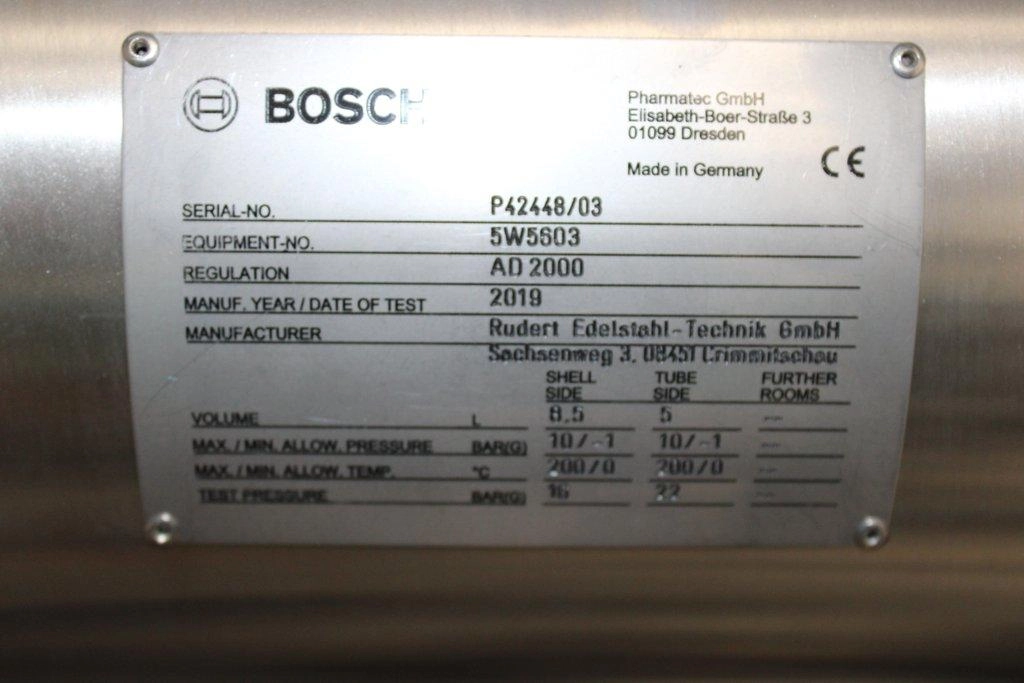 BOSCH
Pharmatec GmbH
Elisabeth-Boer-Straße 3
01099 Dresden
Made in Germany CE
SERIAL-NO. P42448/03
EQUIPMENT-NO. 5W5603
REGULATION AD 2000
MANUF. YEAR / DATE OF TEST 2019
MANUFACTURER Rudert Edelstahl-Technik GmbH
Sachsenweg 3, 08451 Crimmitschau
SHELL SIDE TUBE SIDE FURTHER ROOMS
VOLUME L 8,5 5 --
MAX. / MIN. ALLOW. PRESSURE BAR(G) 10/-1 10/-1 --
MAX. / MIN. ALLOW. TEMP. °C 200/0 200/0 --
TEST PRESSURE BAR(G) 16 22 --